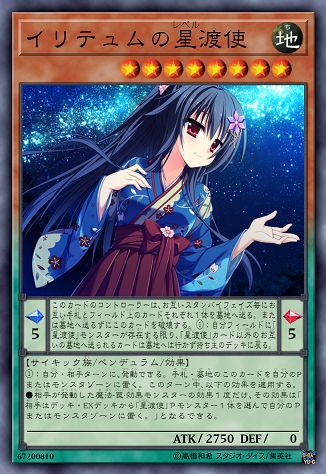 レベル
イリテュムの星渡使
ち
地
このカードのコントローラーは、お互いスタンバイフェイズ毎にお
互い手札とフィールド上のカードそれぞれ1体を墓地へ送る。また
は墓地へ送らずにこのカードを破壊する。①：自分フィールドに「
星渡使」モンスターが存在する限り、「星渡使」カード以外のお互
いの墓地へ送られるカードは墓地へは行かず持ち主のデッキに戻る。
5
5
【サイキック族/ペンデュラム/効果】
①：自分・相手ターンに、発動できる。手札・墓地のこのカードを自分のP
またはモンスターゾーンに置く。このターン中、以下の効果を適用する。
●相手が発動した魔法・罠・効果モンスターの効果1度だけ、その効果は「
相手はデッキ・EXデッキから「星渡使」Pモンスター1体を選んで自分のP
またはモンスターゾーンに置く。」となるできる。
ATK / 2750 DEF/ 0
67200810
©高橋和希 スタジオ・ダイス/集英社